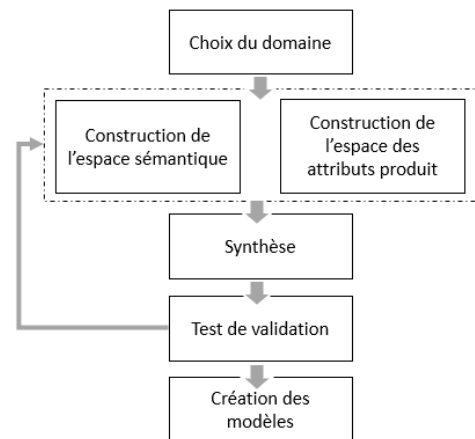 Choix du domaine
Construction de
l'espace sémantique
Construction de
l'espace des
attributs produit
Synthèse
Test de validation
Création des
modèles